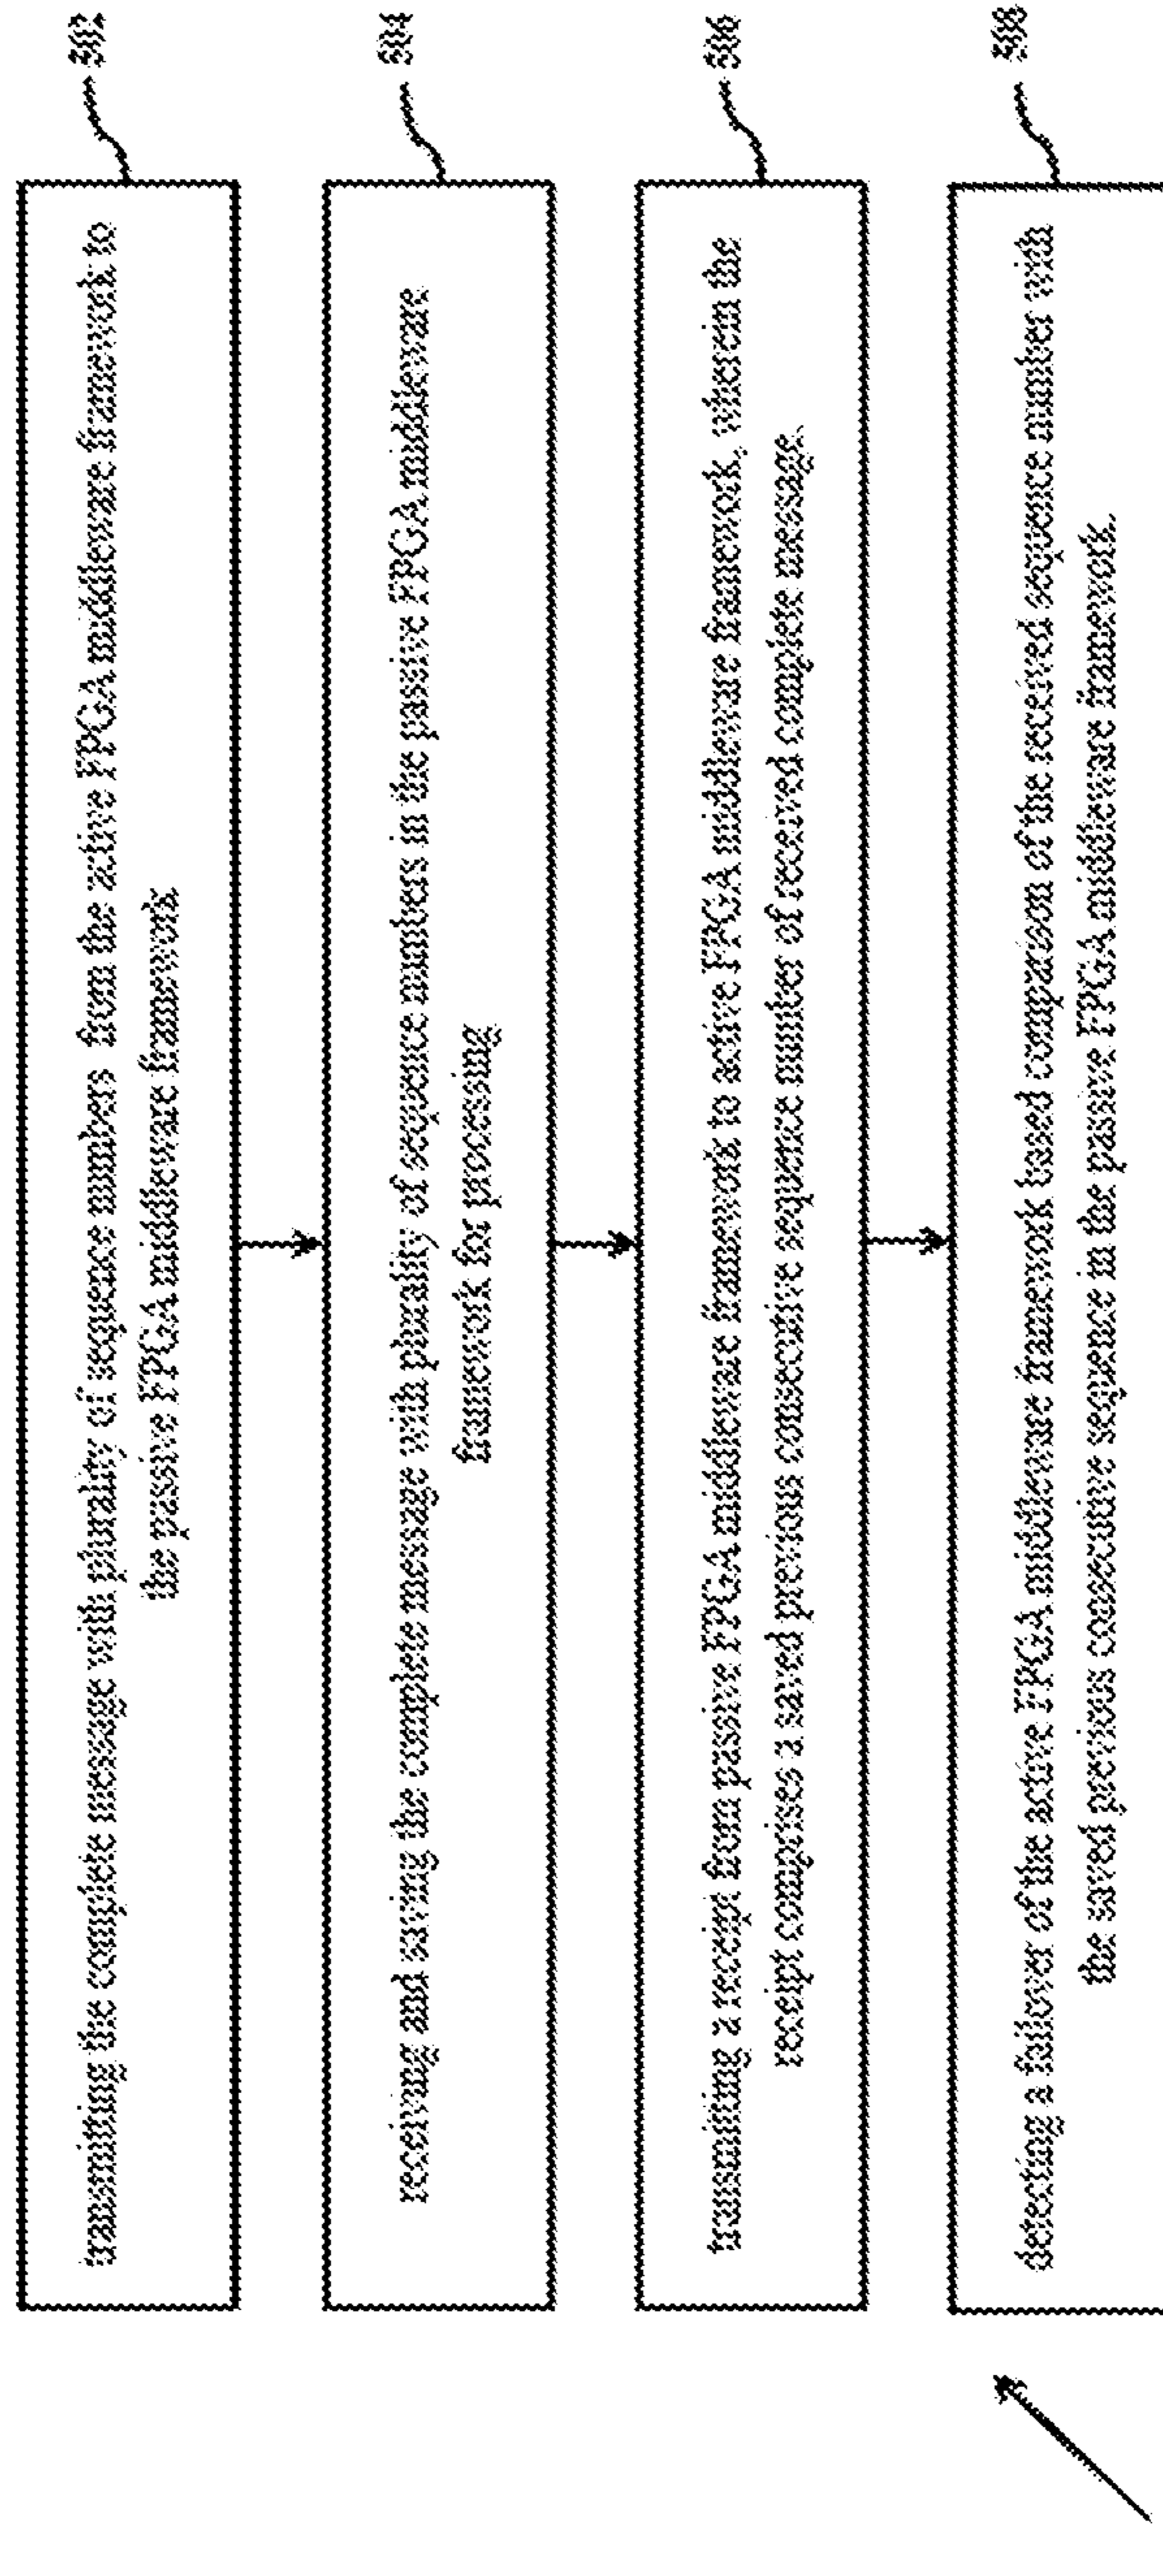 transmitting the complete message with plurality of sequence numbers from the active FPGA middleware framework to
the passive FPGA middleware framework
502
receiving and saving the complete message with plurality of sequence numbers in the passive FPGA middleware
framework for processing
504
transmitting a receipt from passive FPGA middleware framework to active FPGA middleware framework, wherein the
receipt comprises a saved previous consecutive sequence number of received complete message.
506
detecting a failover of the active FPGA middleware framework based comparison of the received sequence number with
the saved previous consecutive sequence in the passive FPGA middleware framework.
508